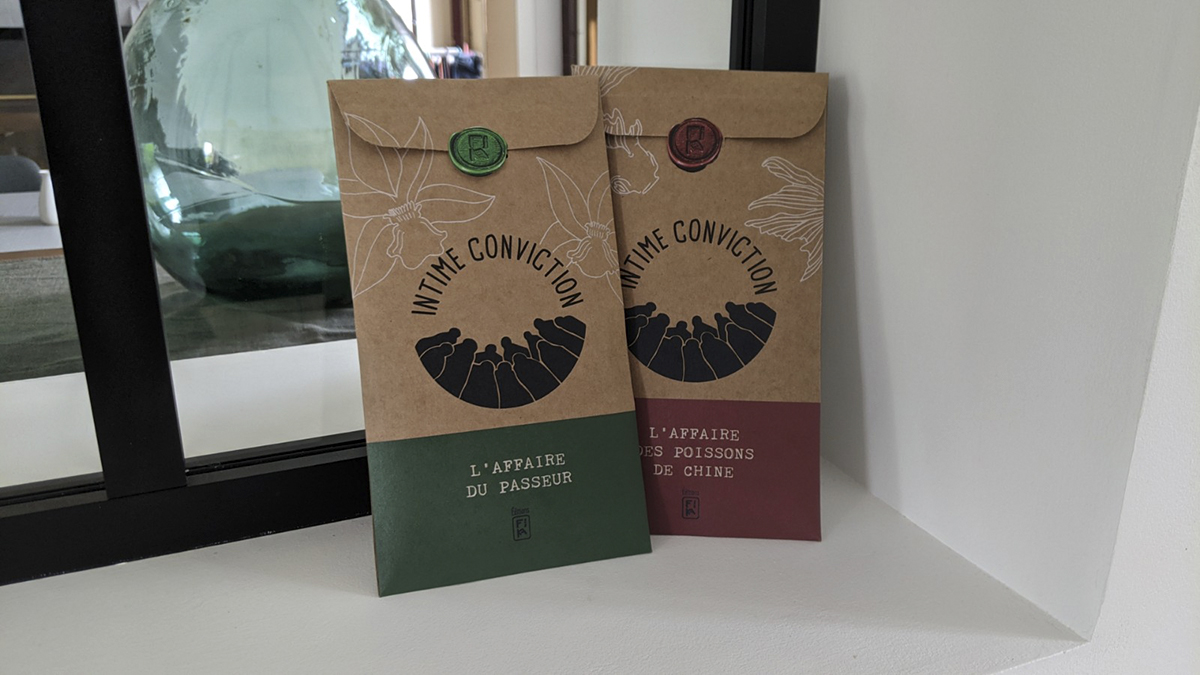 R
INTIME CONVICTION
L'AFFAIRE
DU PASSEUR
R
INTIME CONVICTION
L'AFFAIRE
DES POISSONS
DE CHINE